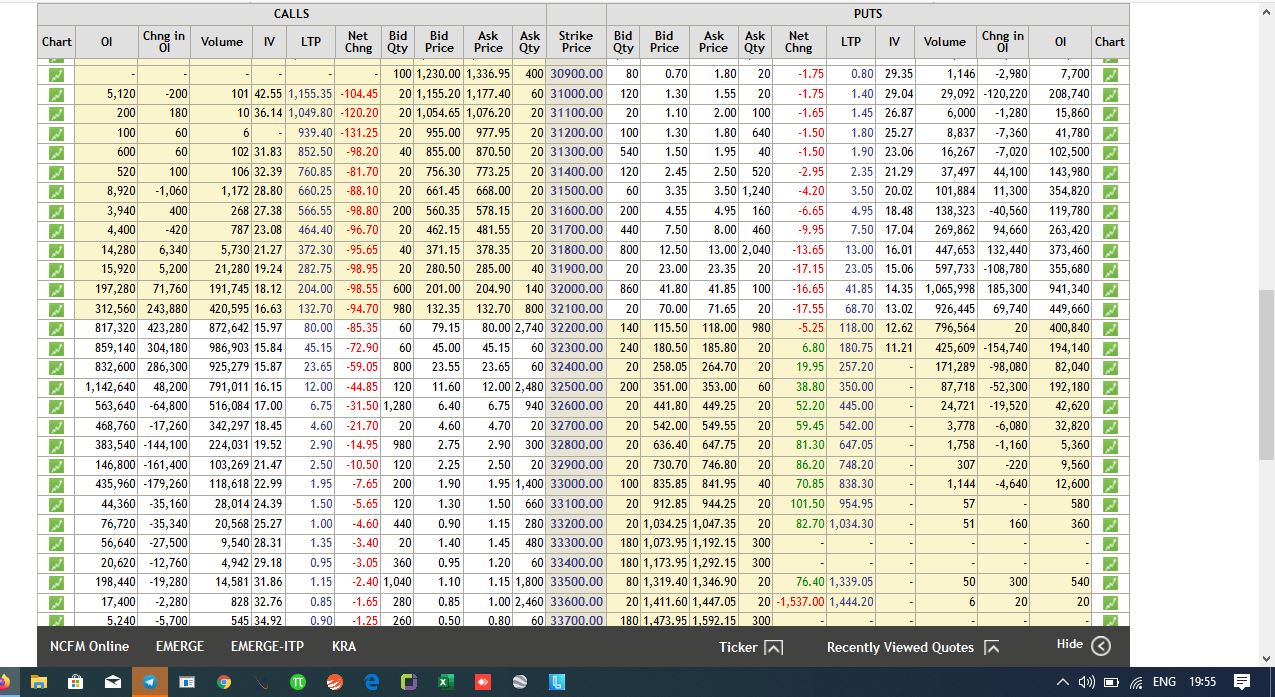 CALLS PUTS
Chart OI Chng in OI Volume IV LTP Net Chng Bid Qty Bid Price Ask Price Ask Qty Strike Price Bid Qty Bid Price Ask Price Ask Qty Net Chng LTP IV Volume Chng in OI OI Chart
- - - - - - 100 1,230.00 1,336.95 400 30900.00 80 0.70 1.80 20 -1.75 0.80 29.35 1,146 -2,980 7,700
5,120 -200 101 42.55 1,155.35 -104.45 20 1,155.20 1,177.40 60 31000.00 120 1.30 1.55 20 -1.75 1.40 29.04 29,092 -120,220 208,740
200 180 10 36.14 1,049.80 -120.20 20 1,054.65 1,076.20 20 31100.00 20 1.10 2.00 100 -1.65 1.45 26.87 6,000 -1,280 15,860
100 60 6 - 939.40 -131.25 20 955.00 977.95 20 31200.00 100 1.30 1.80 640 -1.50 1.80 25.27 8,837 -7,360 41,780
600 60 102 31.83 852.50 -98.20 40 855.00 870.50 20 31300.00 540 1.50 1.95 40 -1.50 1.90 23.06 16,267 -7,020 102,500
520 100 106 32.39 760.85 -81.70 20 756.30 773.25 20 31400.00 120 2.45 2.50 520 -2.95 2.35 21.29 37,497 44,100 143,980
8,920 -1,060 1,172 28.80 660.25 -88.10 20 661.45 668.00 20 31500.00 60 3.35 3.50 1,240 -4.20 3.50 20.02 101,884 11,300 354,820
3,940 400 268 27.38 566.55 -98.80 200 560.35 578.15 20 31600.00 200 4.55 4.95 160 -6.65 4.95 18.48 138,323 -40,560 119,780
4,400 -420 787 23.08 464.40 -96.70 20 462.15 481.55 20 31700.00 440 7.50 8.00 460 -9.95 7.50 17.04 269,862 94,660 263,420
14,280 6,340 5,730 21.27 372.30 -95.65 40 371.15 378.35 20 31800.00 800 12.50 13.00 2,040 -13.65 13.00 16.01 447,653 132,440 373,460
15,920 5,200 21,280 19.24 282.75 -98.95 20 280.50 285.00 40 31900.00 20 23.00 23.35 20 -17.15 23.05 15.06 597,733 -108,780 355,680
197,280 71,760 191,745 18.12 204.00 -98.55 600 201.00 204.90 140 32000.00 860 41.80 41.85 100 -16.65 41.85 14.35 1,065,998 185,300 941,340
312,560 243,880 420,595 16.63 132.70 -94.70 980 132.35 132.70 800 32100.00 20 70.00 71.65 20 -17.55 68.70 13.02 926,445 69,740 449,660
817,320 423,280 872,642 15.97 80.00 -85.35 60 79.15 80.00 2,740 32200.00 140 115.50 118.00 980 -5.25 118.00 12.62 796,564 20 400,840
859,140 304,180 986,903 15.84 45.15 -72.90 60 45.00 45.15 60 32300.00 240 180.50 185.80 20 6.80 180.75 11.21 425,609 -154,740 194,140
832,600 286,300 925,279 15.87 23.65 -59.05 800 23.55 23.65 60 32400.00 20 258.05 264.70 20 19.95 257.20 - 171,289 -98,080 82,040
1,142,640 48,200 791,011 16.15 12.00 -44.85 120 11.60 12.00 2,480 32500.00 200 351.00 353.00 60 38.80 350.00 - 87,718 -52,300 192,180
563,640 -64,800 516,084 17.00 6.75 -31.50 1,280 6.40 6.75 940 32600.00 20 441.80 449.25 20 52.20 445.00 - 24,721 -19,520 42,620
468,760 -17,260 342,297 18.45 4.60 -21.70 20 4.60 4.70 20 32700.00 20 542.00 549.55 20 59.45 542.00 - 3,778 -6,080 32,820
383,540 -144,100 224,031 19.52 2.90 -14.95 980 2.75 2.90 300 32800.00 20 636.40 647.75 20 81.30 647.05 - 1,758 -1,160 5,360
146,800 -161,400 103,269 21.47 2.50 -10.50 120 2.25 2.50 20 32900.00 20 730.70 746.80 20 86.20 748.20 - 307 -220 9,560
435,960 -179,260 118,618 22.99 1.95 -7.65 200 1.90 1.95 1,400 33000.00 100 835.85 841.95 40 70.85 838.30 - 1,144 -4,640 12,600
44,360 -35,160 28,014 24.39 1.50 -5.65 120 1.30 1.50 660 33100.00 20 912.85 944.25 20 101.50 954.95 - 57 - 580
76,720 -35,340 20,568 25.27 1.00 -4.60 440 0.90 1.15 280 33200.00 20 1,034.25 1,047.35 20 82.70 1,034.30 - 51 160 360
56,640 -27,500 9,540 28.31 1.35 -3.40 20 1.40 1.45 480 33300.00 180 1,073.95 1,192.15 300 - - - - - -
20,620 -12,760 4,942 29.18 0.95 -3.05 360 0.95 1.20 60 33400.00 180 1,173.95 1,292.15 300 - - - - - -
198,440 -19,280 14,581 31.86 1.15 -2.40 1,040 1.10 1.15 1,800 33500.00 80 1,319.40 1,346.90 20 76.40 1,339.05 - 50 300 540
17,400 -2,280 828 32.76 0.85 -1.65 280 0.85 1.00 2,460 33600.00 20 1,411.60 1,447.05 20 -1,537.00 1,444.20 - 6 20 20
5,240 -5,700 545 34.92 0.90 -1.25 260 0.50 0.80 60 33700.00 180 1,473.95 1,592.15 300 - - - - - -
NCFM Online EMERGE EMERGE-ITP KRA Ticker Recently Viewed Quotes Hide
ENG 19:55